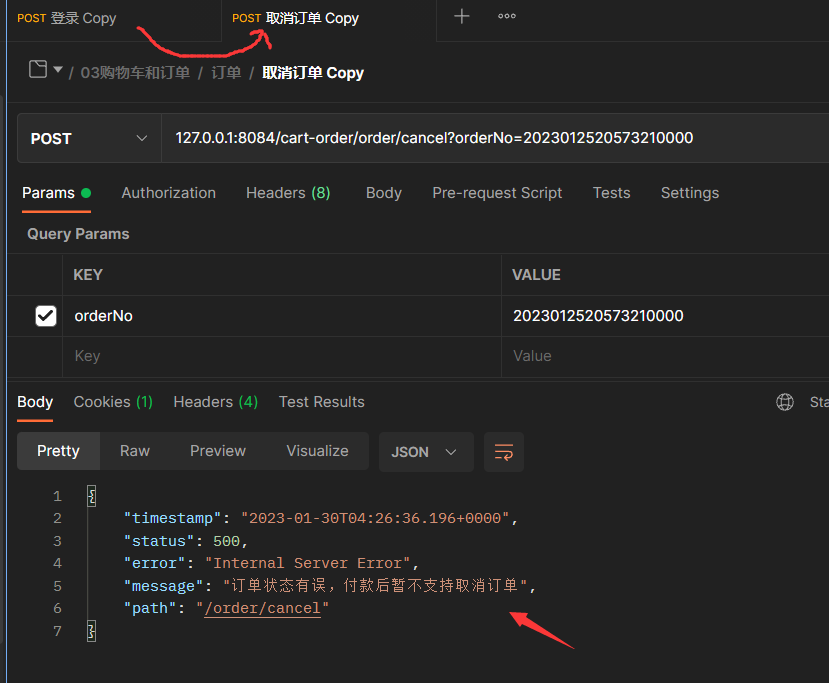 POST 登录 Copy
POST 取消订单 Copy
/ 03购物车和订单 / 订单 / 取消订单 Copy
POST 127.0.0.1:8084/cart-order/order/cancel?orderNo=2023012520573210000
Params Authorization Headers (8) Body Pre-request Script Tests Settings
Query Params
KEY VALUE
orderNo 2023012520573210000
Key Value
Body Cookies (1) Headers (4) Test Results Sta
Pretty Raw Preview Visualize JSON
1 {
2 "timestamp": "2023-01-30T04:26:36.196+0000",
3 "status": 500,
4 "error": "Internal Server Error",
5 "message": "订单状态有误，付款后暂不支持取消订单",
6 "path": "/order/cancel"
7 }